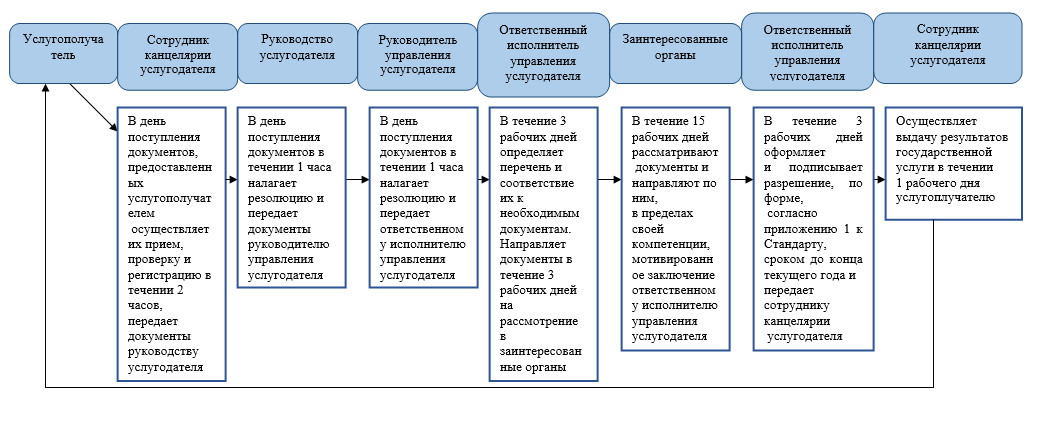 Услугополуча
тель
Сотрудник
канцелярии
услугодателя
Руководство
услугодателя
Руководитель
управления
услугодателя
Ответственный
исполнитель
управления
услугодателя
Заинтересованные
органы
Ответственный
исполнитель
управления
услугодателя
Сотрудник
канцелярии
услугодателя
В день
поступления
документов,
предоставленн
ых
услугополучат
елем
осуществляет
их прием,
проверку и
регистрацию в
течении 2
часов,
передает
документы
руководству
услугодателя
В день
поступления
документов в
течении 1 часа
налагает
резолюцию и
передает
документы
руководителю
управления
услугодателя
В день
поступления
документов в
течении 1 часа
налагает
резолюцию и
передает
ответственном
у исполнителю
управления
услугодателя
В течение 3
рабочих дней
определяет
перечень и
соответствие
их к
необходимым
документам.
Направляет
документы в
течение 3
рабочих дней
на
рассмотрение
в
заинтересован
ные органы
В течение 15
рабочих дней
рассматривают
документы и
направляют по
ним,
в пределах
своей
компетенции,
мотивированн
ое заключение
ответственном
у исполнителю
управления
услугодателя
В течение 3
рабочих дней
оформляет
и подписывает
разрешение, по
форме,
согласно
приложению 1 к
Стандарту,
сроком до конца
текущего года и
передает
сотруднику
канцелярии
услугодателя
Осуществляет
выдачу результатов
государственной
услуги в течении
1 рабочего дня
услугоплучателю